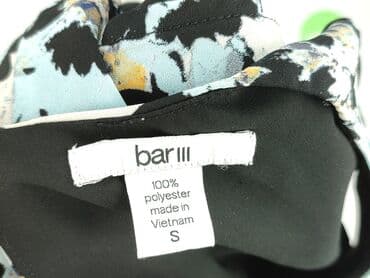 bar III
100%
polyester
made in
Vietnam
S